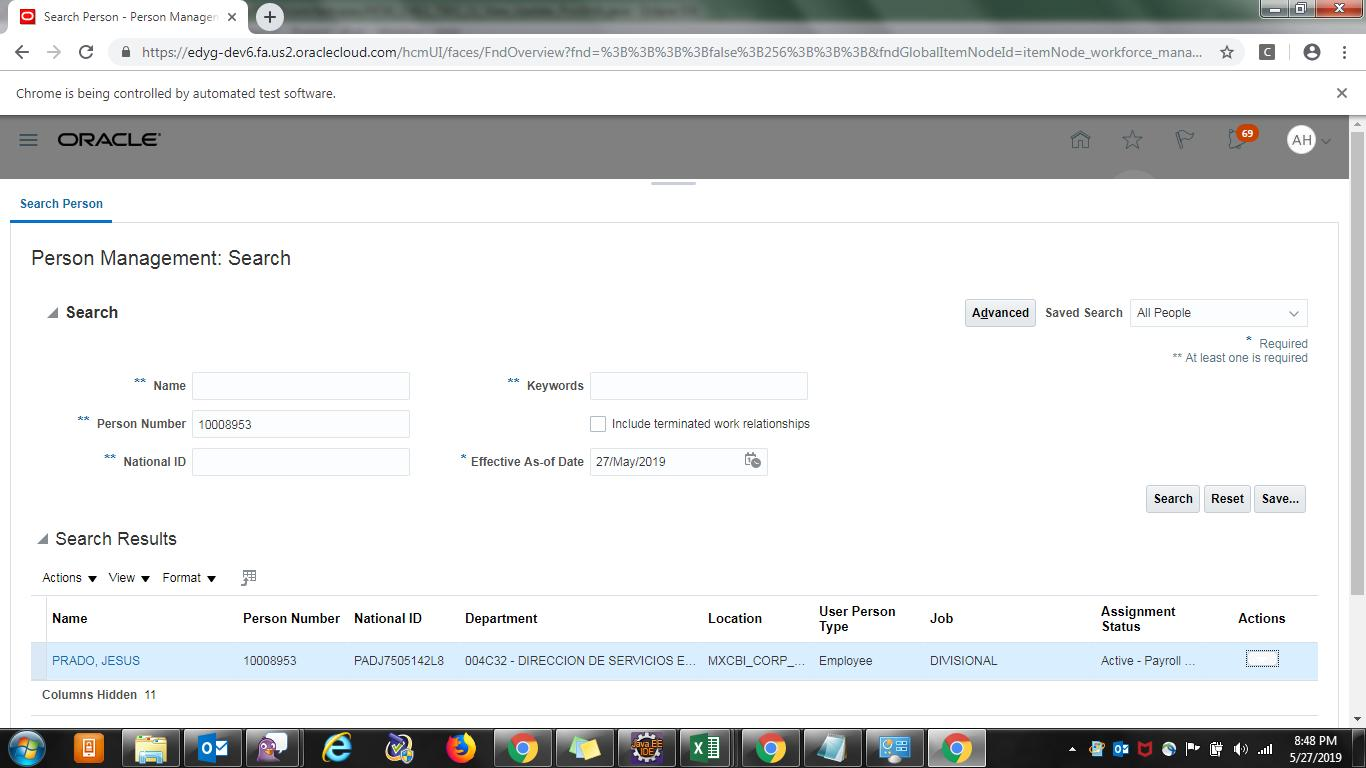 Search Person - Person Managem
https://edyg-dev6.fa.us2.oraclecloud.com/hcmUI/faces/FndOverview?fnd=%3B%3B%3B%3Bfalse%3B256%3B%3B%3B&fndGlobalItemNodeId=itemNode_workforce_mana...
C
Chrome is being controlled by automated test software.
ORACLE
69
AH
Search Person
Person Management: Search
Search
Advanced Saved Search All People
* Required
** At least one is required
** Name ** Keywords
** Person Number 10008953 Include terminated work relationships
** National ID * Effective As-of Date 27/May/2019
Search Reset Save...
Search Results
Actions View Format
Name Person Number National ID Department Location User Person Type Job Assignment Status Actions
PRADO, JESUS 10008953 PADJ7505142L8 004C32 - DIRECCION DE SERVICIOS E... MXCBI_CORP_... Employee DIVISIONAL Active - Payroll ...
Columns Hidden 11
Java EE
IDE
8:48 PM
5/27/2019